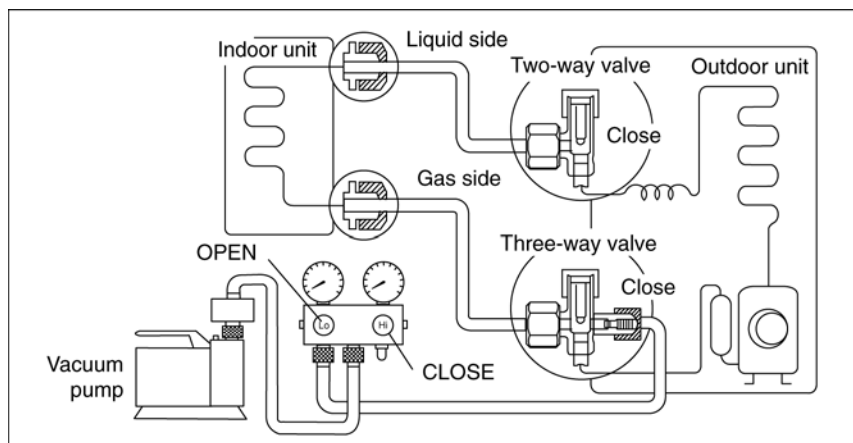 Indoor unit
Liquid side
Two-way valve
Outdoor unit
Close
Gas side
Three-way valve
Close
OPEN
Lo
Hi
CLOSE
Vacuum
pump